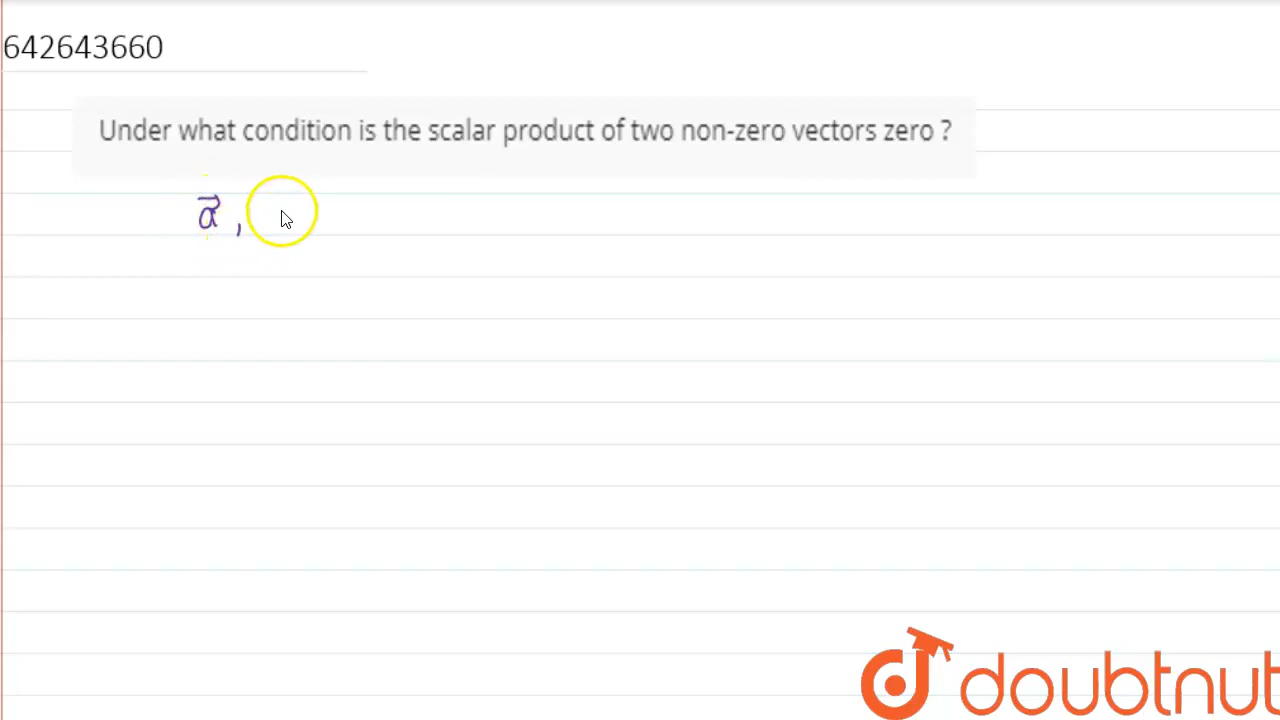 642643660
Under what condition is the scalar product of two non-zero vectors zero ?
a⃗ ,
doubtnut